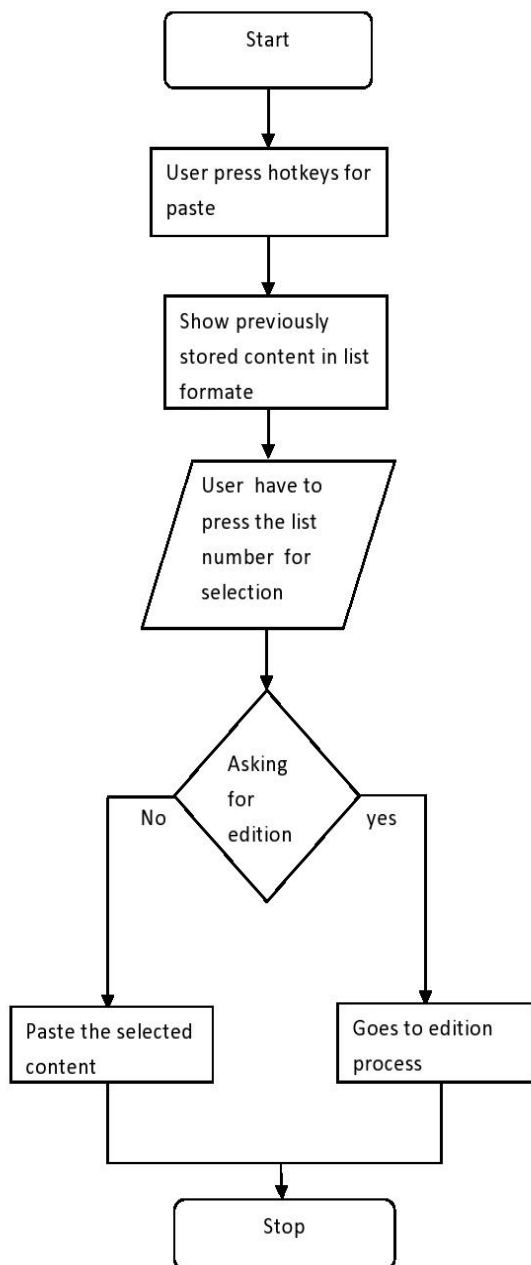 Start
User press hotkeys for
paste
Show previously
stored content in list
formate
User have to
press the list
number for
selection
Asking
for
edition
No
yes
Paste the selected
content
Goes to edition
process
Stop